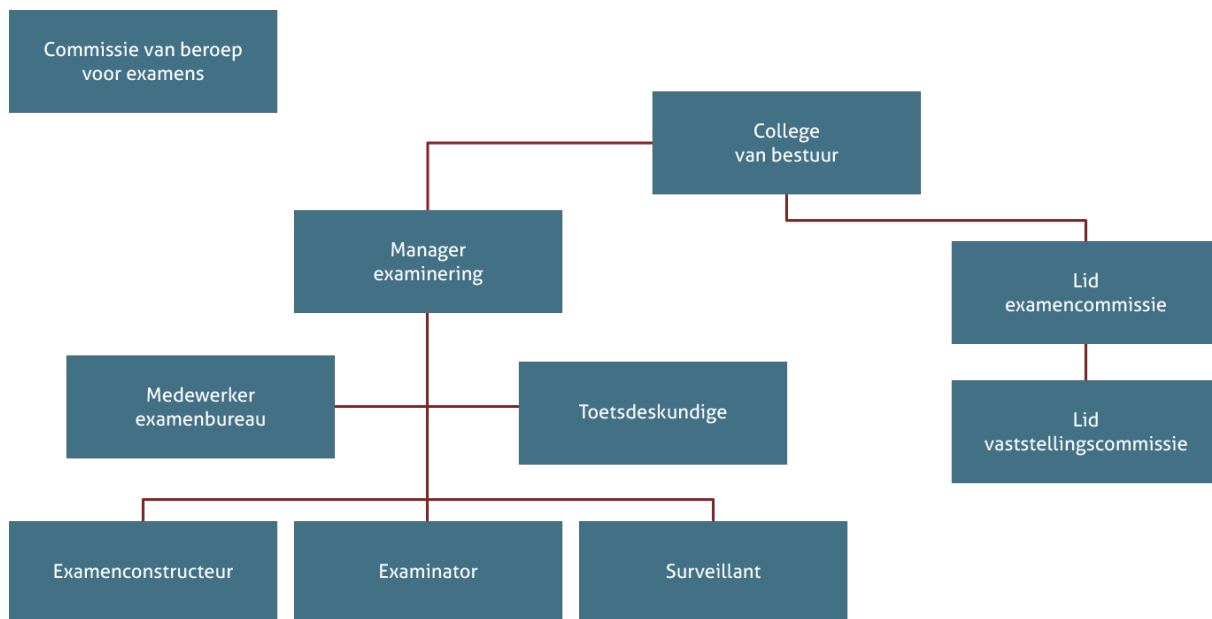 Commissie van beroep
voor examens
College
van bestuur
Manager
examinering
Lid
examencommissie
Medewerker
examenbureau
Toetsdeskundige
Lid
vaststellingscommissie
Examenconstructeur
Examinator
Surveillant